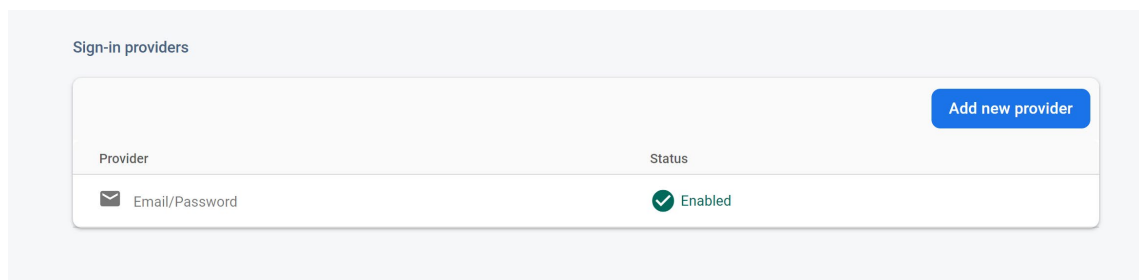 Sign-in providers
Add new provider
Provider Status
Email/Password Enabled